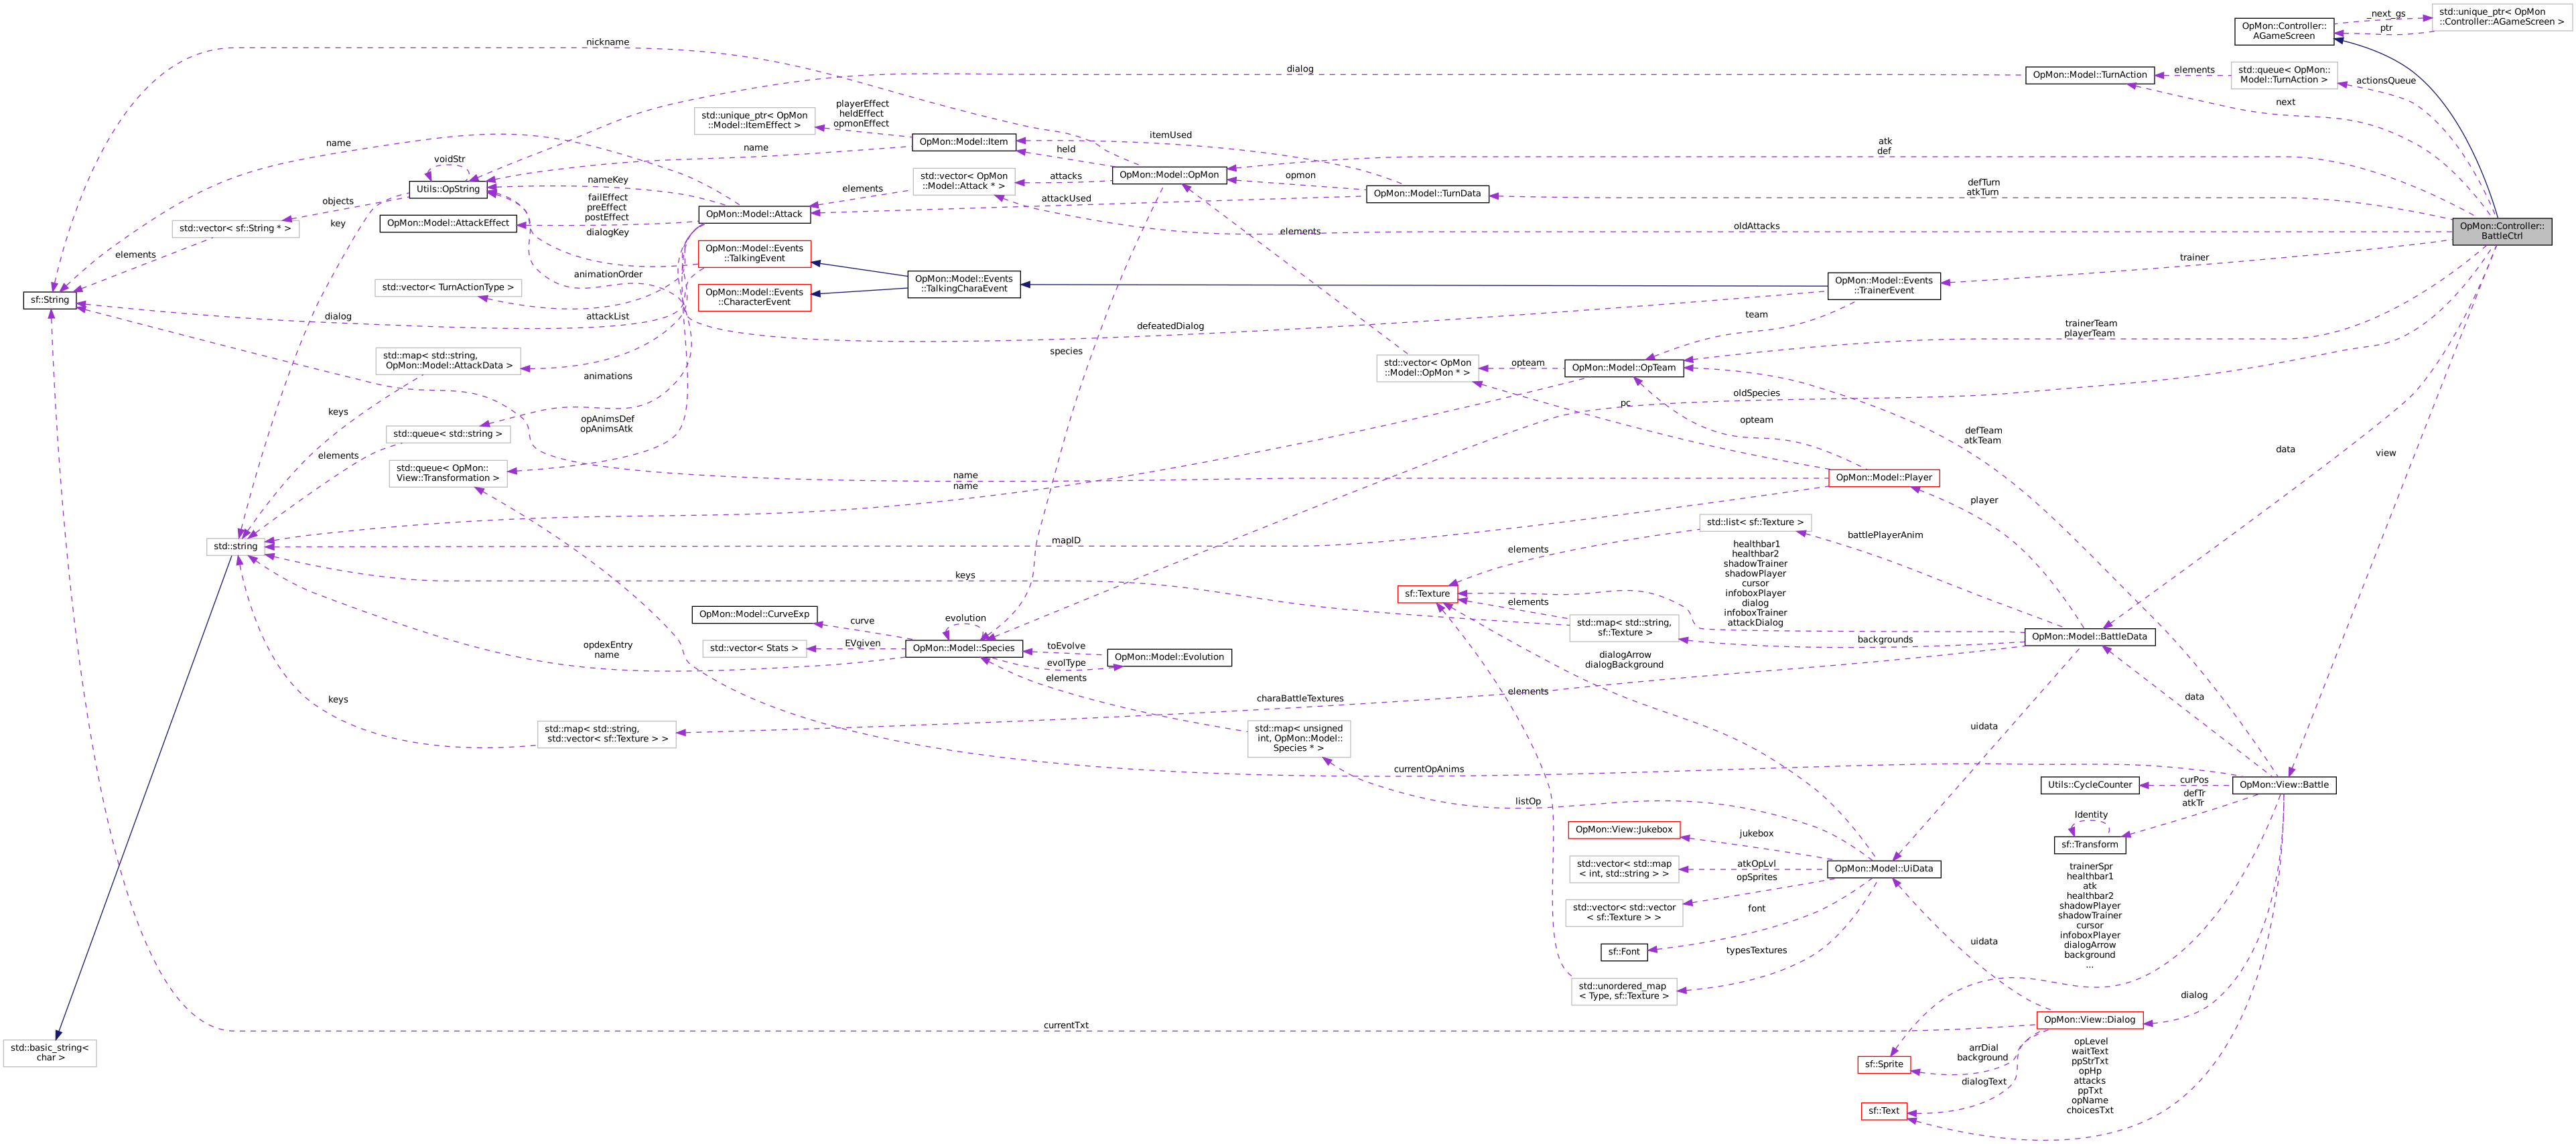 _next_gs
std::unique_ptr< OpMon
::Controller::AGameScreen >
OpMon::Controller::
AGameScreen
ptr
nickname
dialog
OpMon::Model::TurnAction
elements
std::queue< OpMon::
Model::TurnAction >
actionsQueue
next
playerEffect
heldEffect
opmonEffect
std::unique_ptr< OpMon
::Model::ItemEffect >
OpMon::Model::Item
itemUsed
name
name
held
atk
def
voidStr
Utils::OpString
nameKey
elements
std::vector< OpMon
::Model::Attack * >
attacks
OpMon::Model::OpMon
opmon
OpMon::Model::TurnData
defTurn
atkTurn
objects
failEffect
preEffect
postEffect
attackUsed
std::vector< sf::String * >
key
OpMon::Model::AttackEffect
OpMon::Model::Attack
dialogKey
elements
oldAttacks
OpMon::Controller::
BattleCtrl
elements
OpMon::Model::Events
::TalkingEvent
trainer
animationOrder
std::vector< TurnActionType >
OpMon::Model::Events
::CharacterEvent
OpMon::Model::Events
::TalkingCharaEvent
OpMon::Model::Events
::TrainerEvent
sf::String
dialog
attackList
defeatedDialog
team
trainerTeam
playerTeam
std::map< std::string,
OpMon::Model::AttackData >
species
std::vector< OpMon
::Model::OpMon * >
opteam
OpMon::Model::OpTeam
animations
keys
pc
oldSpecies
opAnimsDef
opAnimsAtk
opteam
defTeam
atkTeam
std::queue< std::string >
elements
data
view
std::queue< OpMon::
View::Transformation >
name
name
OpMon::Model::Player
player
std::list< sf::Texture >
battlePlayerAnim
std::string
mapID
elements
healthbar1
healthbar2
shadowTrainer
shadowPlayer
cursor
infoboxPlayer
dialog
infoboxTrainer
attackDialog
keys
sf::Texture
elements
OpMon::Model::CurveExp
curve
evolution
std::map< std::string,
sf::Texture >
backgrounds
OpMon::Model::BattleData
std::vector< Stats >
EVgiven
OpMon::Model::Species
toEvolve
evolType
OpMon::Model::Evolution
opdexEntry
name
dialogArrow
dialogBackground
elements
keys
charaBattleTextures
elements
data
std::map< std::string,
std::vector< sf::Texture > >
std::map< unsigned
int, OpMon::Model::
Species * >
uidata
currentOpAnims
Utils::CycleCounter
curPos
OpMon::View::Battle
defTr
atkTr
listOp
Identity
OpMon::View::Jukebox
jukebox
sf::Transform
std::vector< std::map
< int, std::string > >
atkOpLvl
OpMon::Model::UiData
opSprites
trainerSpr
healthbar1
atk
healthbar2
shadowPlayer
shadowTrainer
cursor
infoboxPlayer
dialogArrow
background
...
std::vector< std::vector
< sf::Texture > >
font
sf::Font
typesTextures
uidata
std::unordered_map
< Type, sf::Texture >
dialog
currentTxt
OpMon::View::Dialog
std::basic_string<
char >
arrDial
background
sf::Sprite
opLevel
waitText
ppStrTxt
opHp
attacks
ppTxt
opName
choicesTxt
dialogText
sf::Text